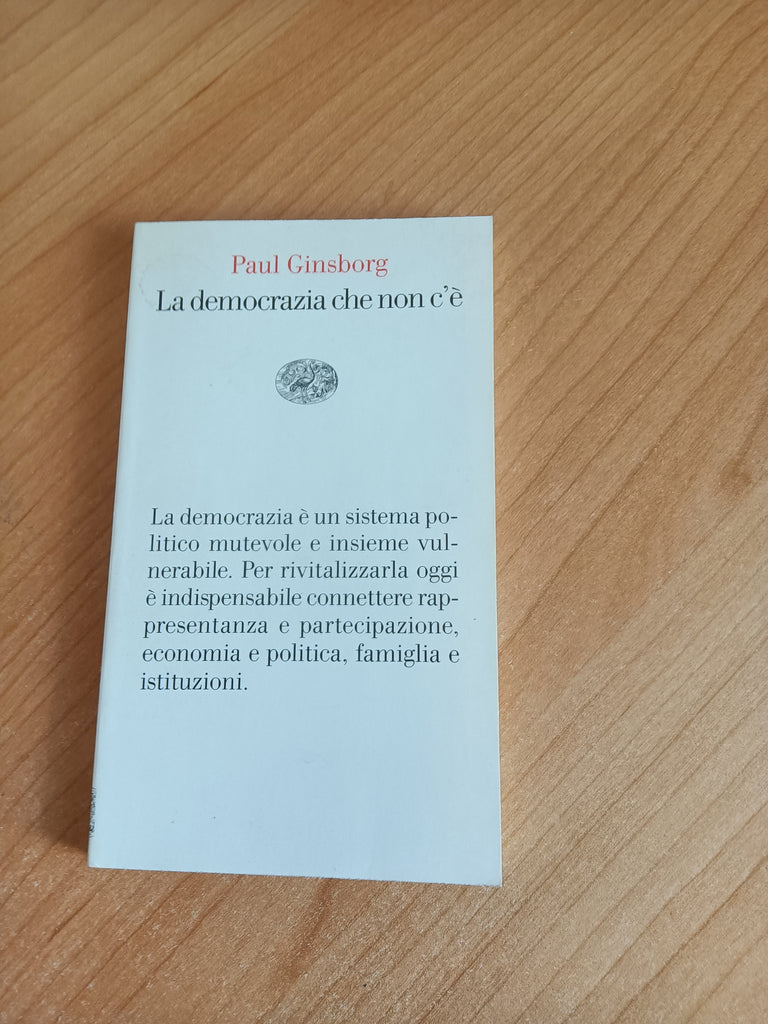 Paul Ginsborg
La democrazia che non c'è
La democrazia è un sistema po-
litico mutevole e insieme vul-
nerabile. Per rivitalizzarla oggi
è indispensabile connettere rap-
presentanza e partecipazione,
economia e politica, famiglia e
istituzioni.